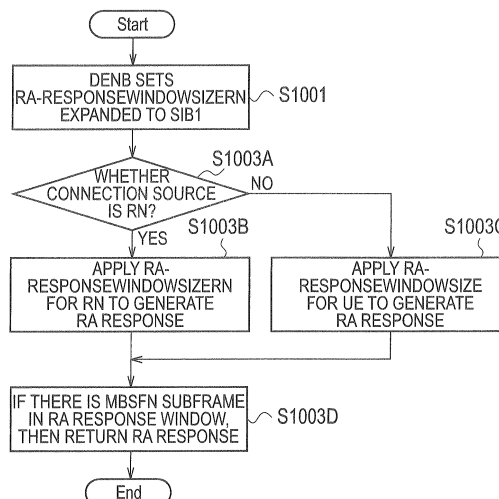 Start
DENB SETS
RA-RESPONSEWINDOWSIZERN
EXPANDED TO SIB1
S1001
S1003A
WHETHER
CONNECTION SOURCE
IS RN?
NO
YES
S1003B
S1003C
APPLY RA-
RESPONSEWINDOWSIZERN
FOR RN TO GENERATE
RA RESPONSE
APPLY RA-
RESPONSEWINDOWSIZE
FOR UE TO GENERATE
RA RESPONSE
IF THERE IS MBSFN SUBFRAME
IN RA RESPONSE WINDOW,
THEN RETURN RA RESPONSE
S1003D
End